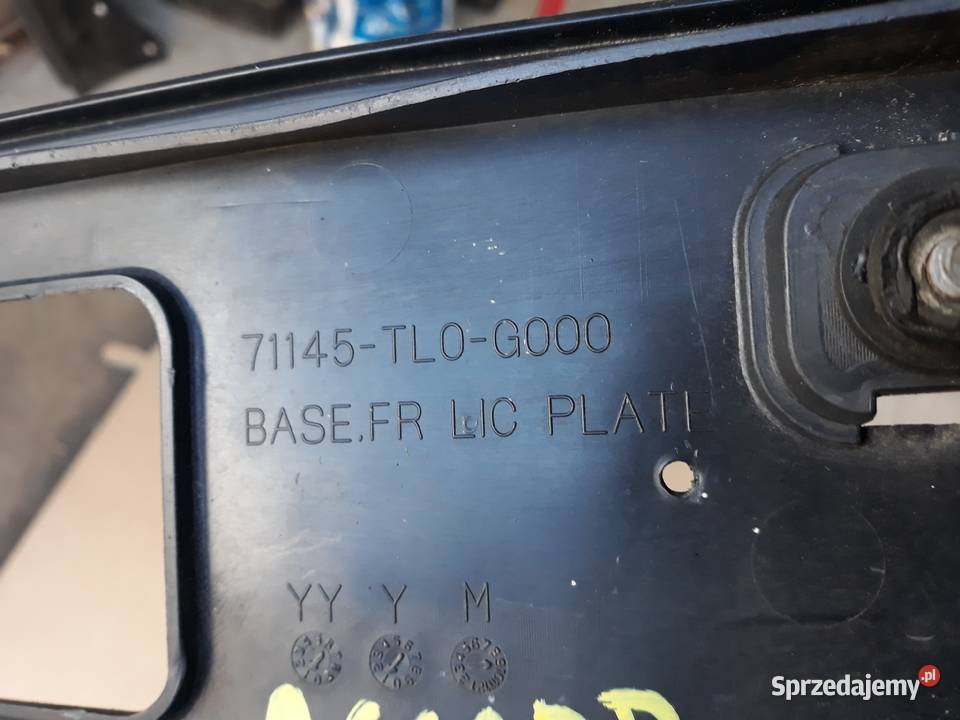 71145-TL0-G000
BASE,FR LIC PLATE
YY Y M
Sprzedajemy.pl